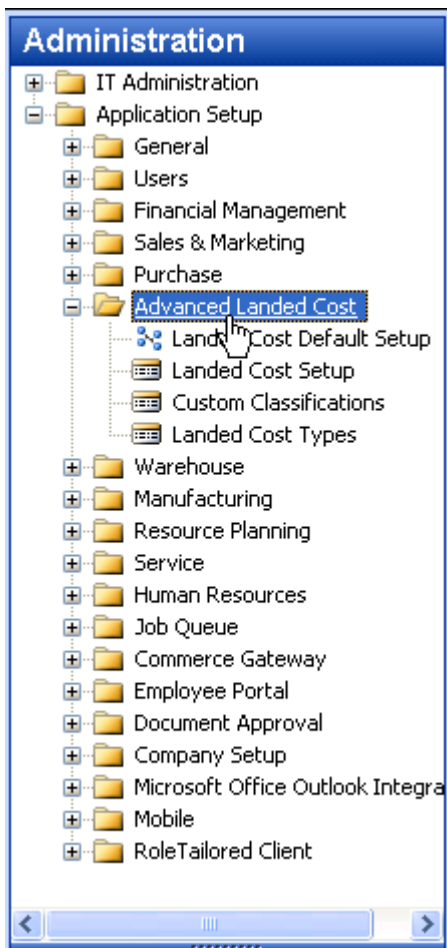 Administration
IT Administration
Application Setup
General
Users
Financial Management
Sales & Marketing
Purchase
Advanced Landed Cost
Landed Cost Default Setup
Landed Cost Setup
Custom Classifications
Landed Cost Types
Warehouse
Manufacturing
Resource Planning
Service
Human Resources
Job Queue
Commerce Gateway
Employee Portal
Document Approval
Company Setup
Microsoft Office Outlook Integra
Mobile
RoleTailored Client